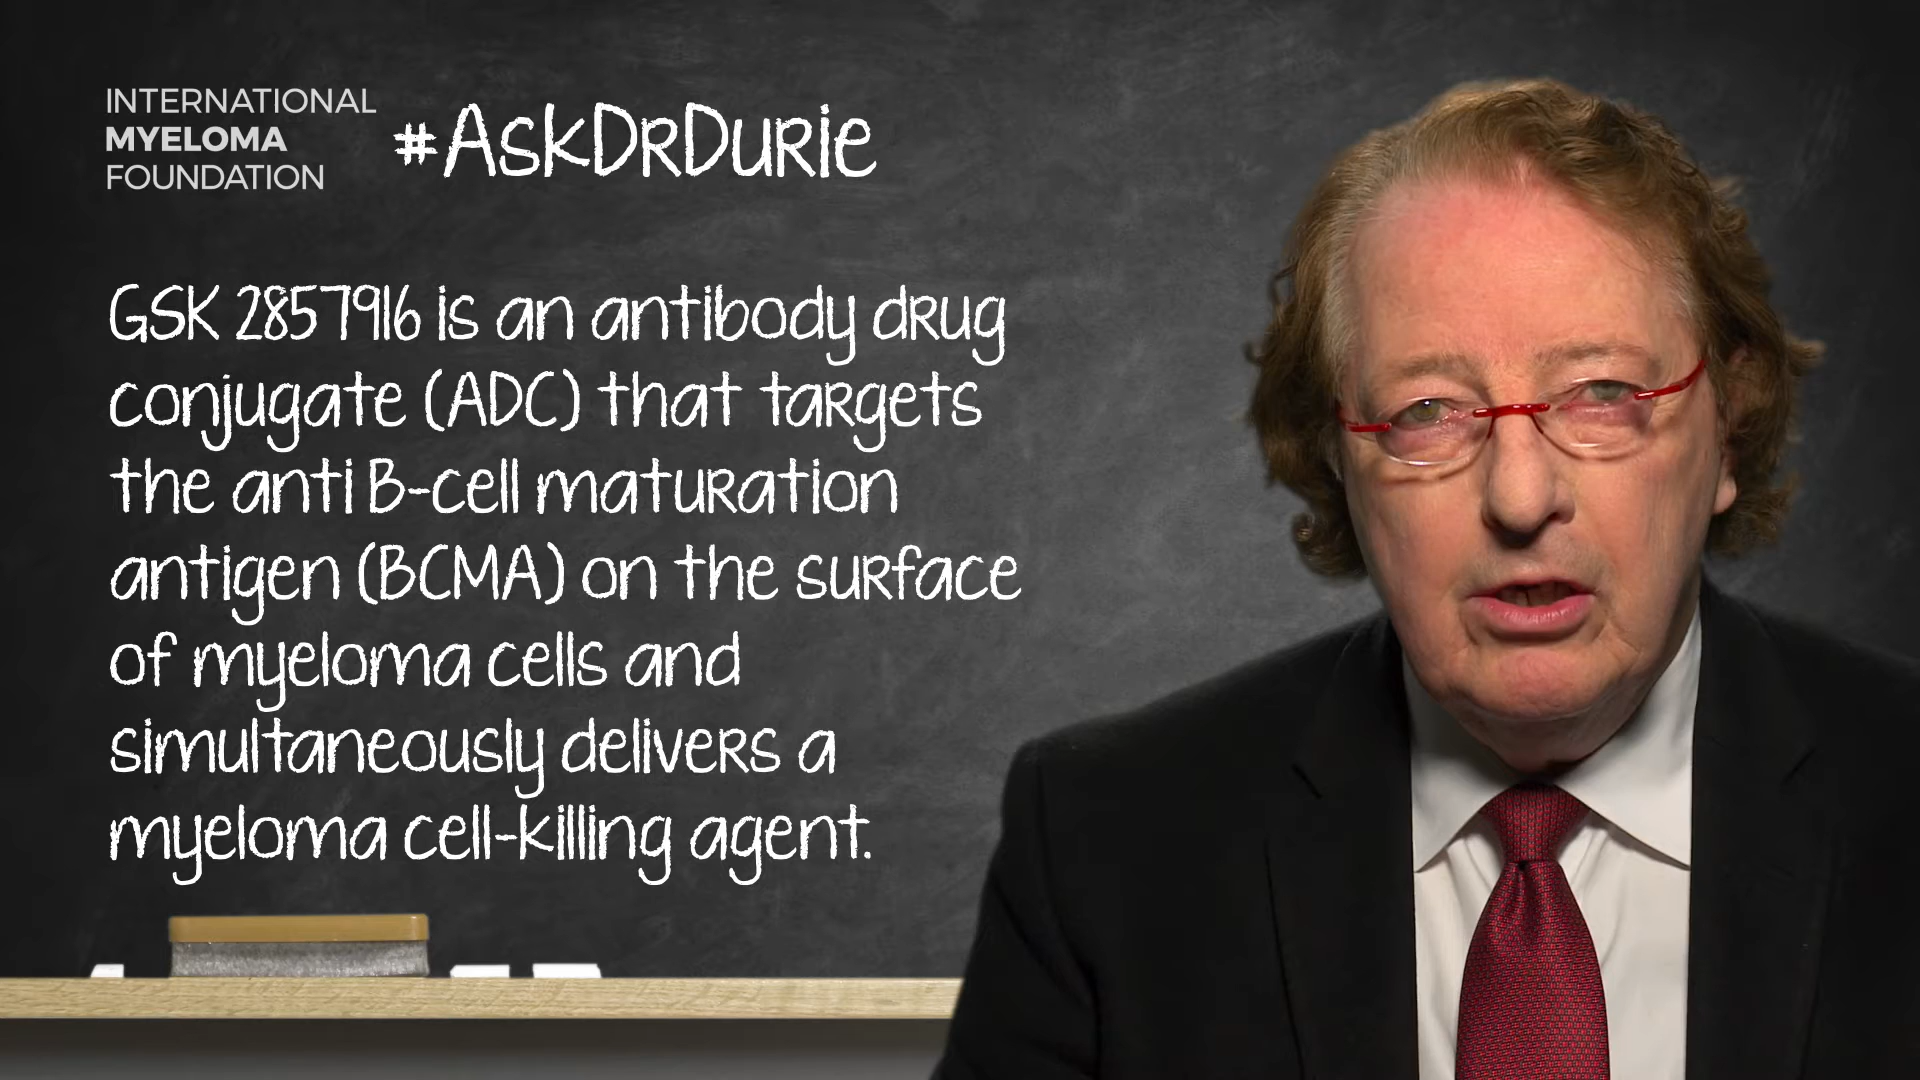 INTERNATIONAL
MYELOMA
FOUNDATION
#AskDrDurie
GSK 2857916 is an antibody drug
conjugate (ADC) that targets
the anti B-cell maturation
antigen (BCMA) on the surface
of myeloma cells and
simultaneously delivers a
myeloma cell-killing agent.